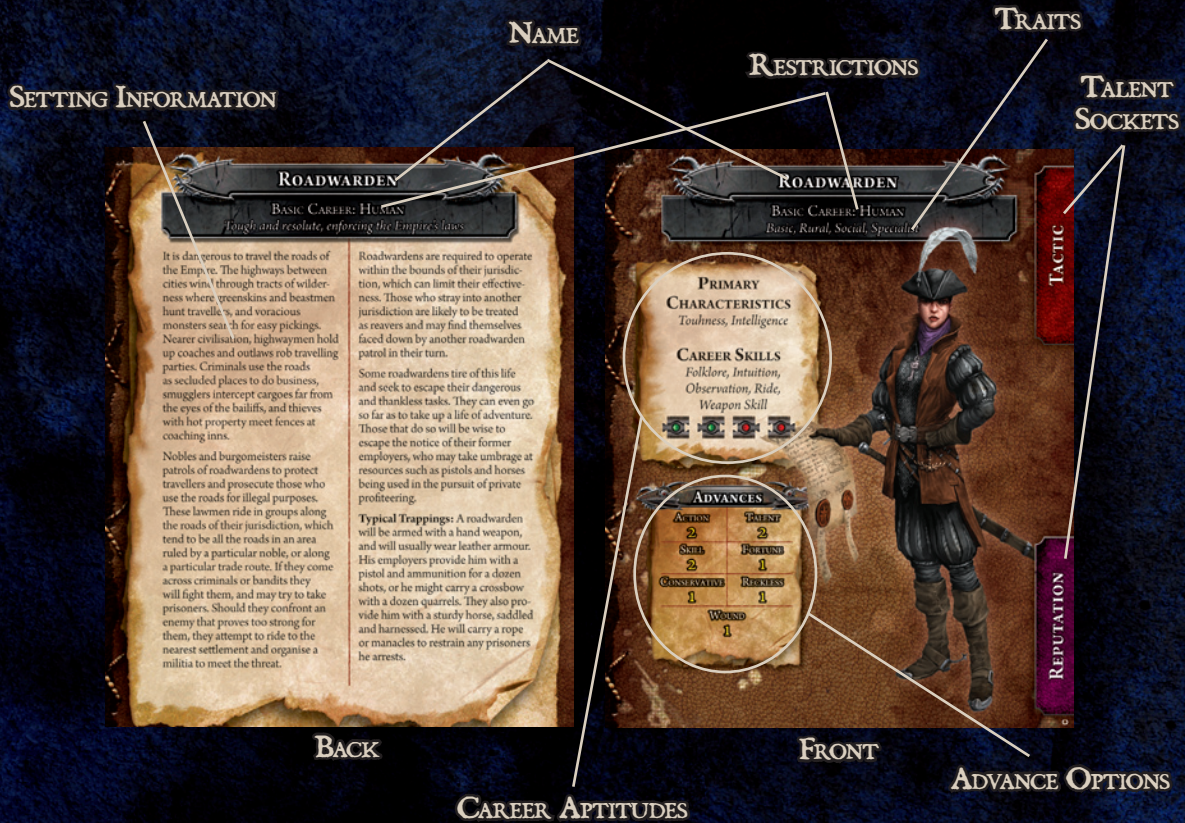 NAME
TRAITS
RESTRICTIONS
SETTING INFORMATION
TALENT
SOCKETS
ROADWARDEN
BASIC CAREER: HUMAN
Tough and resolute, enforcing the Empire's laws
It is dangerous to travel the roads of
the Empire. The highways between
cities wind through tracts of wilder-
ness where greenskins and beastmen
hunt travellers, and voracious
monsters search for easy pickings.
Nearer civilisation, highwaymen hold
up coaches and outlaws rob travelling
parties. Criminals use the roads
as secluded places to do business,
smugglers intercept cargoes far from
the eyes of the bailiffs, and thieves
with hot property meet fences at
coaching inns.
Nobles and burgomeisters raise
patrols of roadwardens to protect
travellers and prosecute those who
use the roads for illegal purposes.
These lawmen ride in groups along
the roads of their jurisdiction, which
tend to be all the roads in an area
ruled by a particular noble, or along
a particular trade route. If they come
across criminals or bandits they
will fight them, and may try to take
prisoners. Should they confront an
enemy that proves too strong for
them, they attempt to ride to the
nearest settlement and organise a
militia to meet the threat.
Roadwardens are required to operate
within the bounds of their jurisdic-
tion, which can limit their effective-
ness. Those who stray into another
jurisdiction are likely to be treated
as reavers and may find themselves
faced down by another roadwarden
patrol in their turn.
Some roadwardens tire of this life
and seek to escape their dangerous
and thankless tasks. They can even go
so far as to take up a life of adventure.
Those that do so will be wise to
escape the notice of their former
employers, who may take umbrage at
resources such as pistols and horses
being used in the pursuit of private
profiteering.
Typical Trappings: A roadwarden
will be armed with a hand weapon,
and will usually wear leather armour.
His employers provide him with a
pistol and ammunition for a dozen
shots, or he might carry a crossbow
with a dozen quarrels. They also pro-
vide him with a sturdy horse, saddled
and harnessed. He will carry a rope
or manacles to restrain any prisoners
he arrests.
BACK
ROADWARDEN
BASIC CAREER: HUMAN
Basic, Rural, Social, Specialist
PRIMARY
CHARACTERISTICS
Touhness, Intelligence
CAREER SKILLS
Folklore, Intuition,
Observation, Ride,
Weapon Skill
ADVANCES
ACTION TALENT
2 2
SKILL FORTUNE
2 1
CONSERVATIVE RECKLESS
1 1
WOUND
1
TACTIC
REPUTATION
FRONT
ADVANCE OPTIONS
CAREER APTITUDES